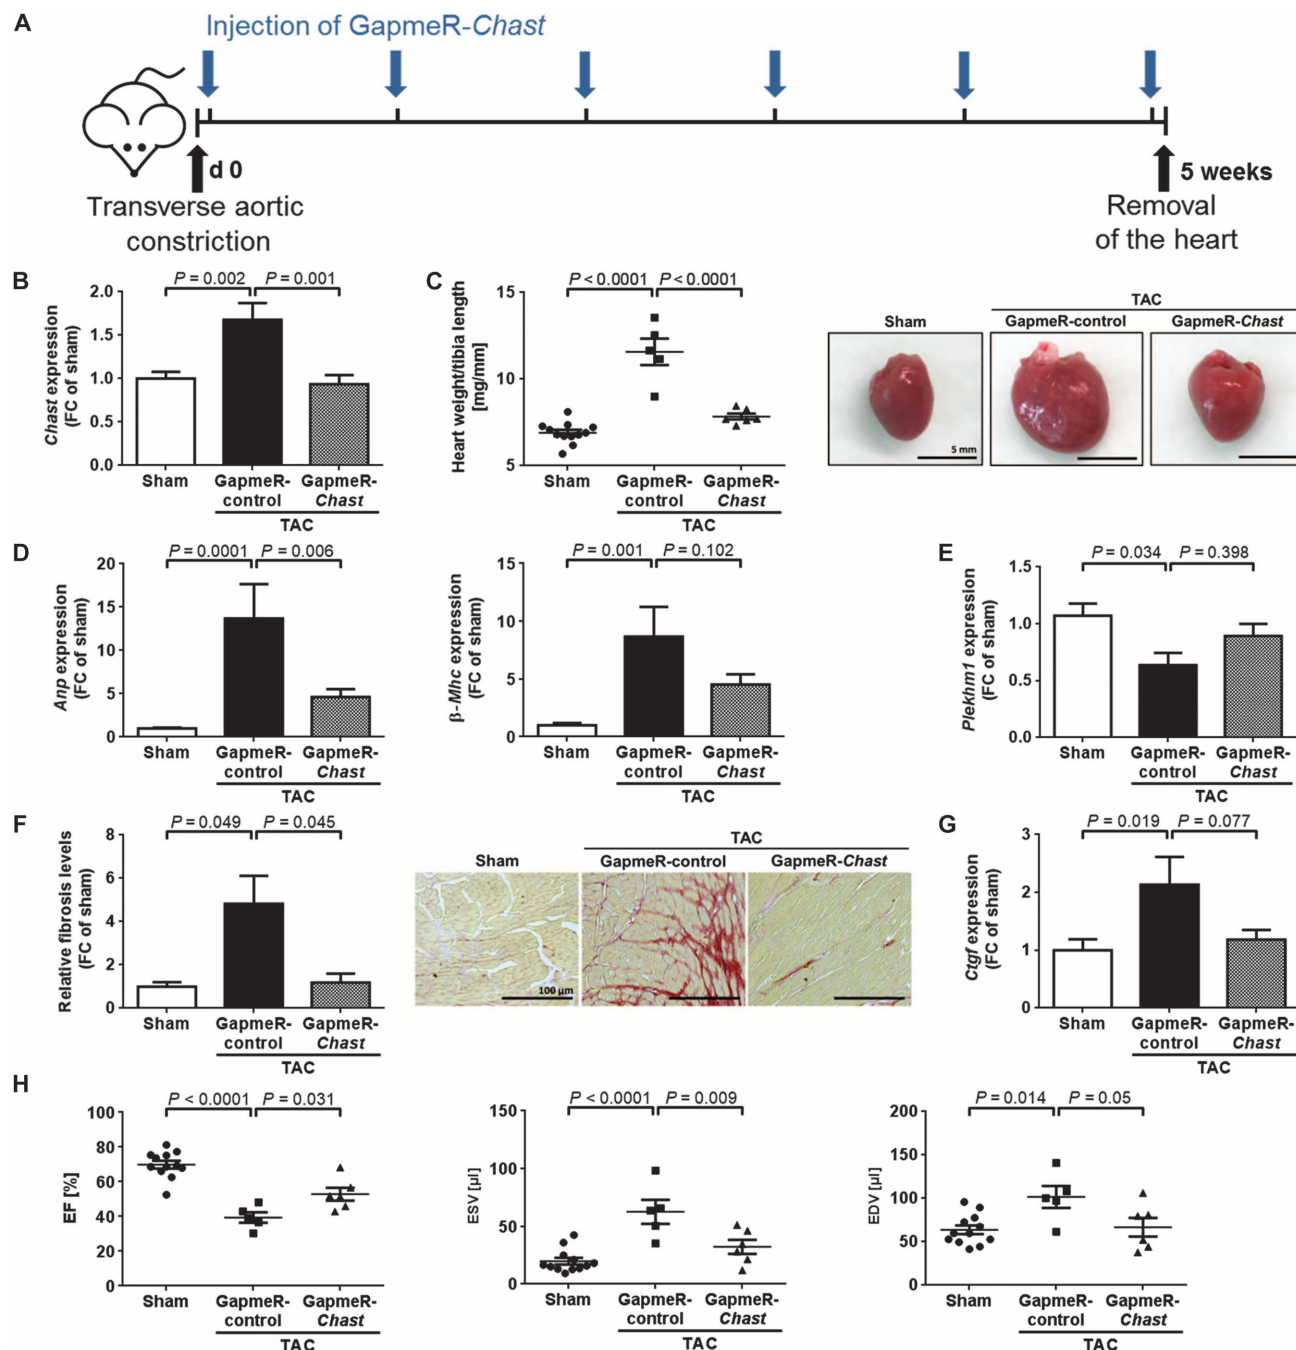 A
Injection of GapmeR-Chast
d 0
5 weeks
Transverse aortic
constriction
Removal
of the heart
B
P = 0.002
P = 0.001
Chast expression
(FC of sham)
2.0
1.5
1.0
0.5
0.0
Sham
GapmeR-
control
GapmeR-
Chast
TAC
C
P < 0.0001
P < 0.0001
Heart weight/tibia length
[mg/mm]
15
10
5
Sham
GapmeR-
control
GapmeR-
Chast
TAC
TAC
Sham
GapmeR-control
GapmeR-Chast
5 mm
D
P = 0.0001
P = 0.006
Anp expression
(FC of sham)
20
15
10
5
0
Sham
GapmeR-
control
GapmeR-
Chast
TAC
P = 0.001
P = 0.102
β-Mhc expression
(FC of sham)
15
10
5
0
Sham
GapmeR-
control
GapmeR-
Chast
TAC
E
P = 0.034
P = 0.398
Plekhm1 expression
(FC of sham)
1.5
1.0
0.5
0.0
Sham
GapmeR-
control
GapmeR-
Chast
TAC
F
P = 0.049
P = 0.045
Relative fibrosis levels
(FC of sham)
8
6
4
2
0
Sham
GapmeR-
control
GapmeR-
Chast
TAC
TAC
Sham
GapmeR-control
GapmeR-Chast
100 µm
G
P = 0.019
P = 0.077
Ctgf expression
(FC of sham)
3
2
1
0
Sham
GapmeR-
control
GapmeR-
Chast
TAC
H
P < 0.0001
P = 0.031
EF [%]
100
80
60
40
20
0
Sham
GapmeR-
control
GapmeR-
Chast
TAC
P < 0.0001
P = 0.009
ESV [µl]
150
100
50
0
Sham
GapmeR-
control
GapmeR-
Chast
TAC
P = 0.014
P = 0.05
EDV [µl]
200
150
100
50
0
Sham
GapmeR-
control
GapmeR-
Chast
TAC